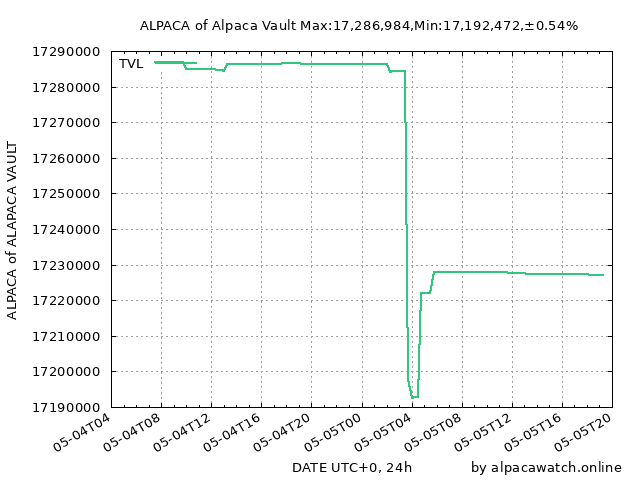 ALPACA of Alpaca Vault Max:17,286,984,Min:17,192,472,±0.54%
17290000
17280000
17270000
17260000
17250000
17240000
17230000
17220000
17210000
17200000
17190000
ALPACA of ALAPACA VAULT
TVL
05-04T04
05-04T08
05-04T12
05-04T16
05-04T20
05-05T00
05-05T04
05-05T08
05-05T12
05-05T16
05-05T20
DATE UTC+0, 24h
by alpacawatch.online